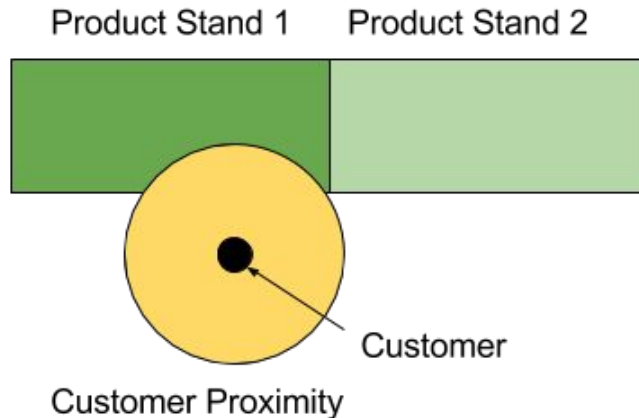 Product Stand 1
Product Stand 2
Customer
Customer Proximity